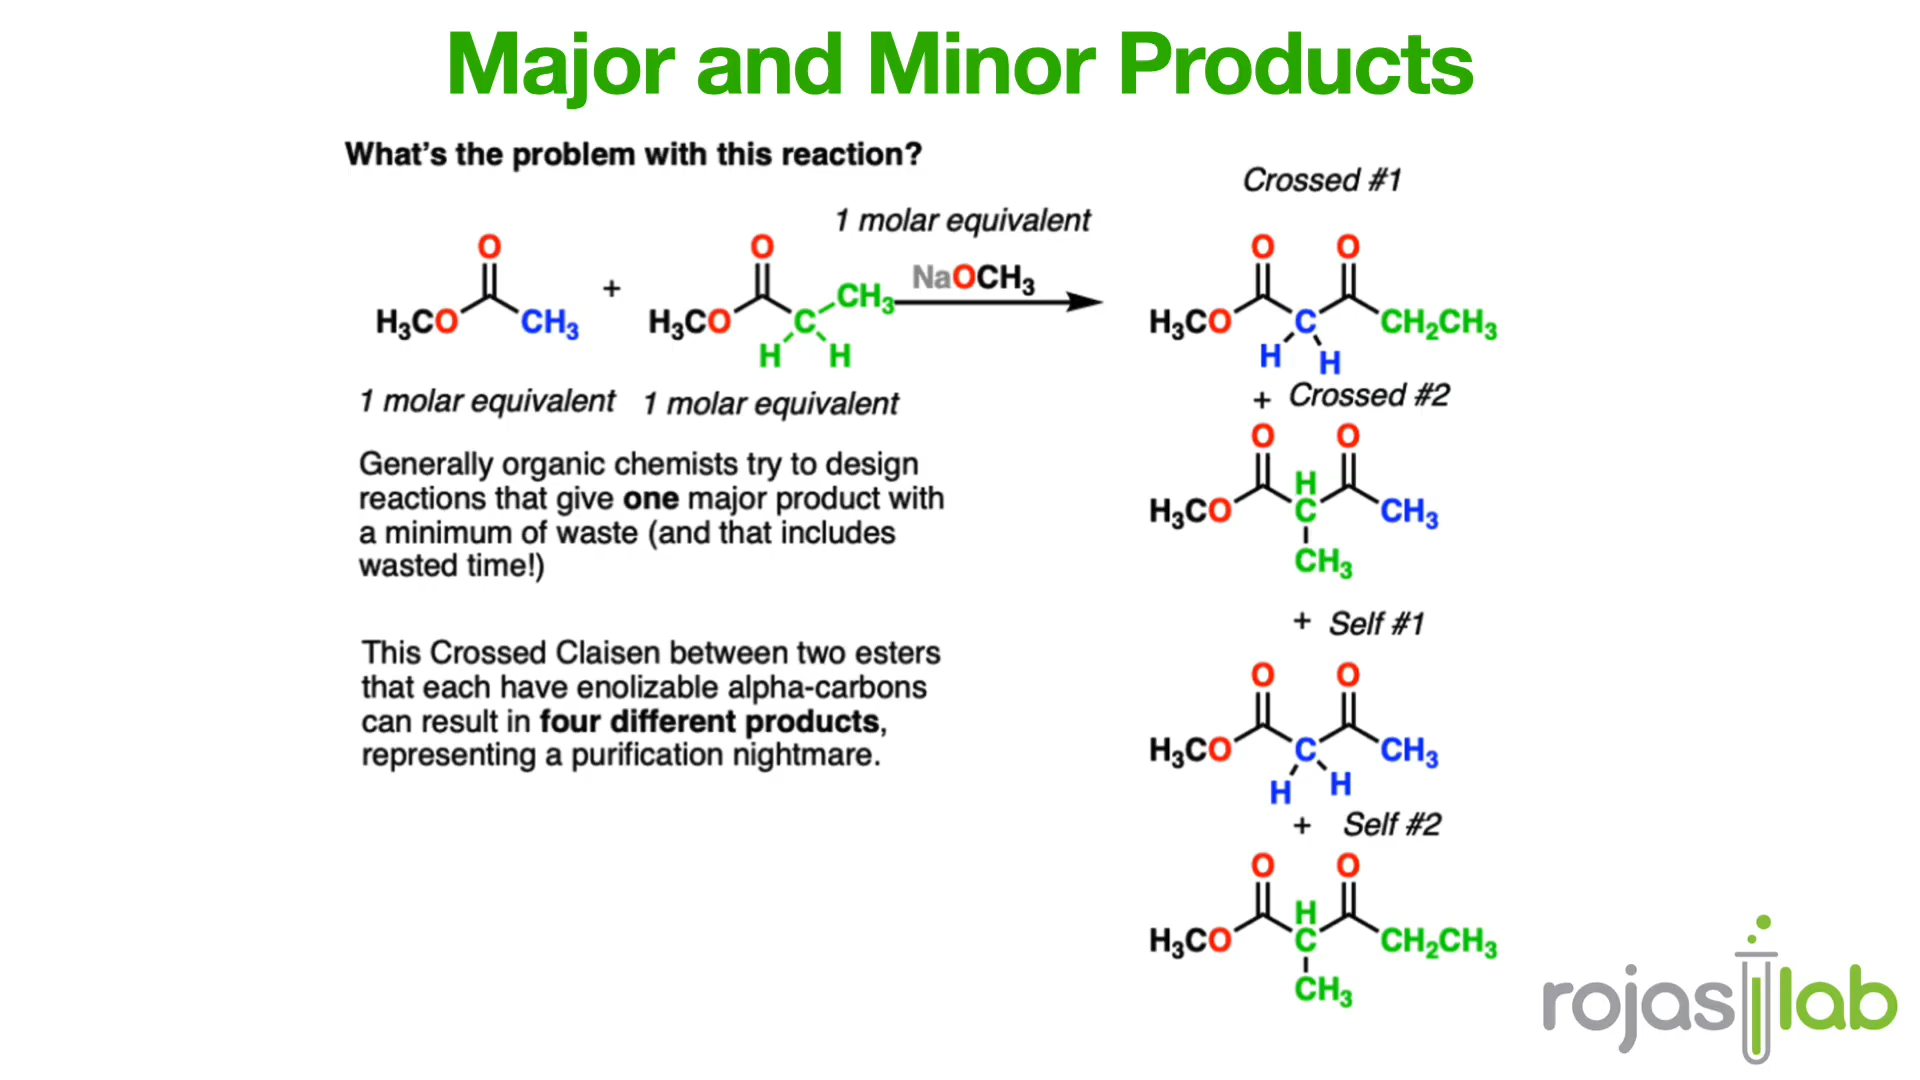 Major and Minor Products
What's the problem with this reaction?
Crossed #1
1 molar equivalent
O
H₃CO
CH₃
+
O
H₃CO
C
CH₃
H
H
NaOCH₃
O
O
H₃CO
C
CH₂CH₃
H
H
1 molar equivalent
1 molar equivalent
+ Crossed #2
O
O
H
H₃CO
C
CH₃
CH₃
Generally organic chemists try to design
reactions that give one major product with
a minimum of waste (and that includes
wasted time!)
+ Self #1
O
O
H₃CO
C
CH₃
H
H
This Crossed Claisen between two esters
that each have enolizable alpha-carbons
can result in four different products,
representing a purification nightmare.
+ Self #2
O
O
H
H₃CO
C
CH₂CH₃
CH₃
rojaslab